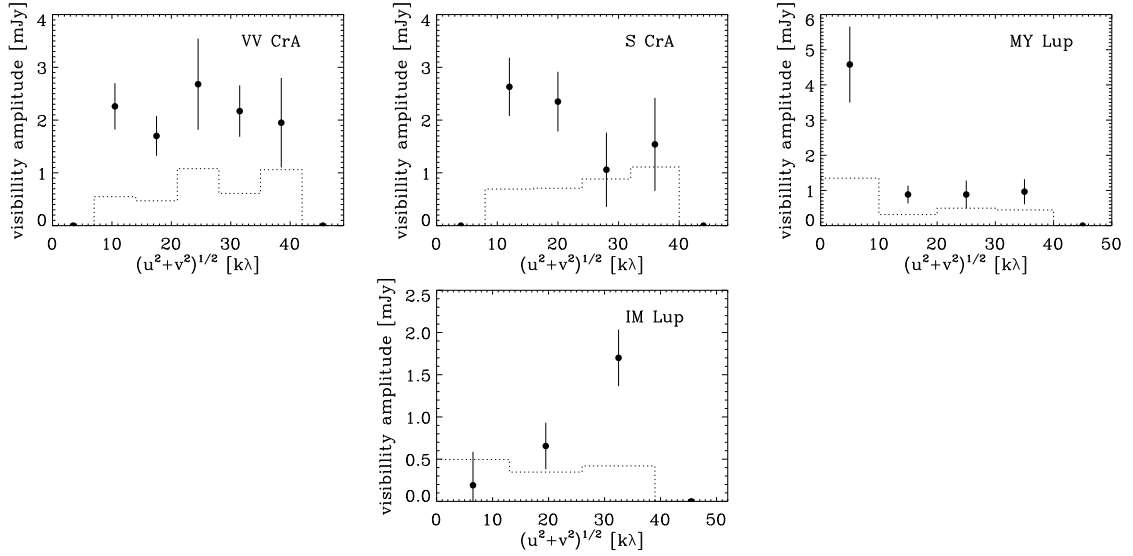 VV CrA
visibillity amplitude [mJy]
4
3
2
1
0
0 10 20 30 40
(u²+v²)^1/2 [kλ]
S CrA
visibillity amplitude [mJy]
4
3
2
1
0
0 10 20 30 40
(u²+v²)^1/2 [kλ]
MY Lup
visibillity amplitude [mJy]
6
5
4
3
2
1
0
0 10 20 30 40 50
(u²+v²)^1/2 [kλ]
IM Lup
visibillity amplitude [mJy]
2.5
2.0
1.5
1.0
0.5
0.0
0 10 20 30 40 50
(u²+v²)^1/2 [kλ]